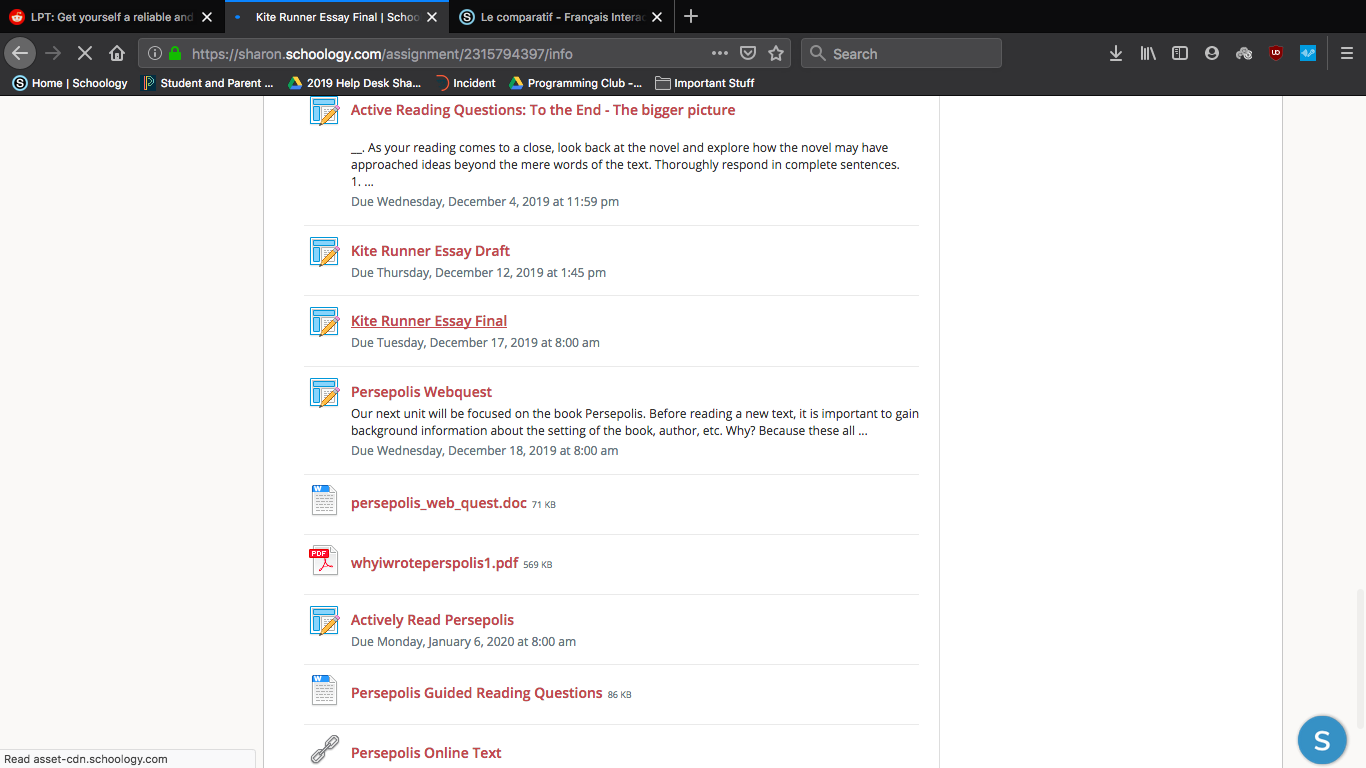 LPT: Get yourself a reliable and
Kite Runner Essay Final | Schoo
S Le comparatif – Français Intera
https://sharon.schoology.com/assignment/2315794397/info
Search
S Home | Schoology
Student and Parent ...
2019 Help Desk Sha...
Incident
Programming Club -...
Important Stuff
Active Reading Questions: To the End - The bigger picture
__. As your reading comes to a close, look back at the novel and explore how the novel may have
approached ideas beyond the mere words of the text. Thoroughly respond in complete sentences.
1. ...
Due Wednesday, December 4, 2019 at 11:59 pm
Kite Runner Essay Draft
Due Thursday, December 12, 2019 at 1:45 pm
Kite Runner Essay Final
Due Tuesday, December 17, 2019 at 8:00 am
Persepolis Webquest
Our next unit will be focused on the book Persepolis. Before reading a new text, it is important to gain
background information about the setting of the book, author, etc. Why? Because these all ...
Due Wednesday, December 18, 2019 at 8:00 am
W
persepolis_web_quest.doc 71 KB
PDF
whyiwroteperspolis1.pdf 569 KB
Actively Read Persepolis
Due Monday, January 6, 2020 at 8:00 am
W
Persepolis Guided Reading Questions 86 KB
Persepolis Online Text
S
Read asset-cdn.schoology.com